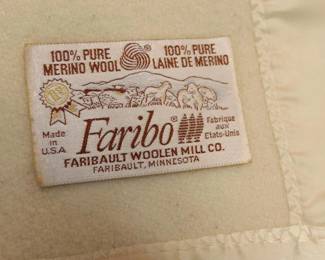 100% PURE MERINO WOOL
100% PURE LAINE DE MERINO
Made in U.S.A.
Faribo®
Fabriqué aux Etats-Unis
FARIBAULT WOOLEN MILL CO.
FARIBAULT, MINNESOTA